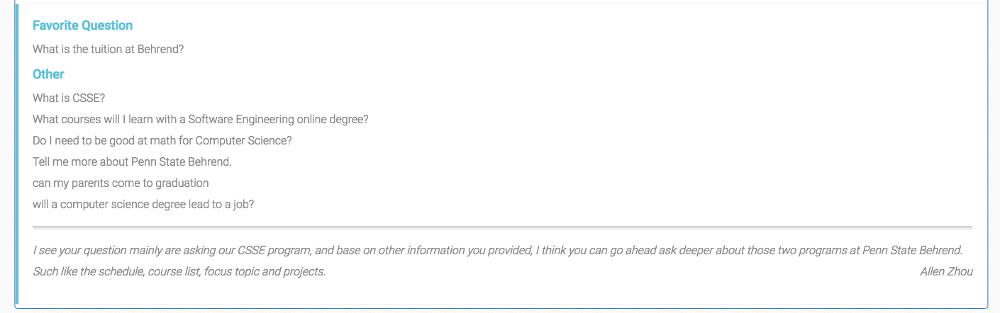 Favorite Question
What is the tuition at Behrend?
Other
What is CSSE?
What courses will I learn with a Software Engineering online degree?
Do I need to be good at math for Computer Science?
Tell me more about Penn State Behrend.
can my parents come to graduation
will a computer science degree lead to a job?
I see your question mainly are asking our CSSE program, and base on other information you provided, I think you can go ahead ask deeper about those two programs at Penn State Behrend.
Such like the schedule, course list, focus topic and projects. Allen Zhou